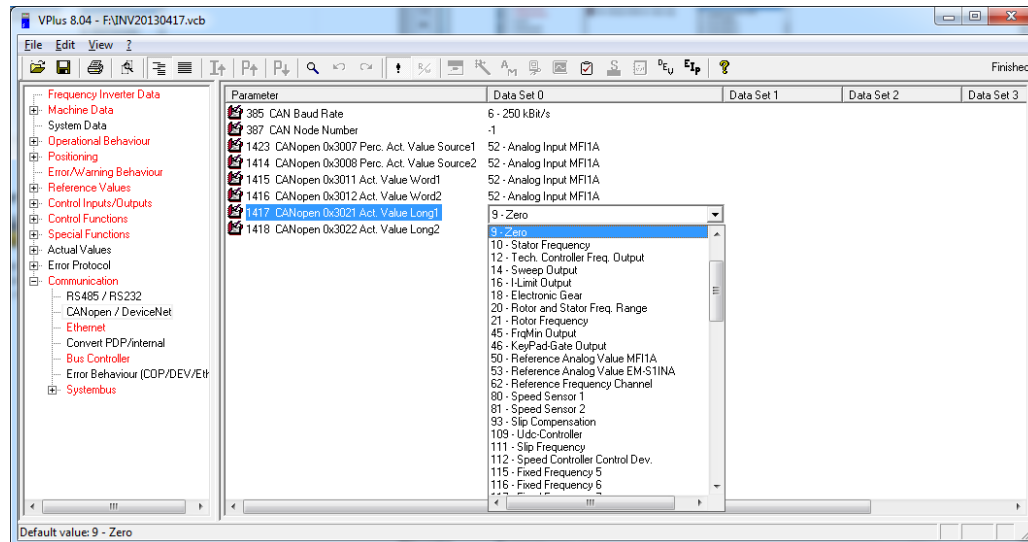 VPlus 8.04 - F:\INV20130417.vcb
File Edit View ?
Finished
Frequency Inverter Data
Machine Data
System Data
Operational Behaviour
Positioning
Error/Warning Behaviour
Reference Values
Control Inputs/Outputs
Control Functions
Special Functions
Actual Values
Error Protocol
Communication
RS485 / RS232
CANopen / DeviceNet
Ethernet
Convert PDP/internal
Bus Controller
Error Behaviour (COP/DEV/Eth
Systembus
Parameter Data Set 0 Data Set 1 Data Set 2 Data Set 3
385 CAN Baud Rate 6 - 250 kBit/s
387 CAN Node Number -1
1423 CANopen 0x3007 Perc. Act. Value Source1 52 - Analog Input MFI1A
1414 CANopen 0x3008 Perc. Act. Value Source2 52 - Analog Input MFI1A
1415 CANopen 0x3011 Act. Value Word1 52 - Analog Input MFI1A
1416 CANopen 0x3012 Act. Value Word2 52 - Analog Input MFI1A
1417 CANopen 0x3021 Act. Value Long1 9 - Zero
1418 CANopen 0x3022 Act. Value Long2
9 - Zero
10 - Stator Frequency
12 - Tech. Controller Freq. Output
14 - Sweep Output
16 - I-Limit Output
18 - Electronic Gear
20 - Rotor and Stator Freq. Range
21 - Rotor Frequency
45 - FrqMin Output
46 - KeyPad-Gate Output
50 - Reference Analog Value MFI1A
53 - Reference Analog Value EM-S1INA
62 - Reference Frequency Channel
80 - Speed Sensor 1
81 - Speed Sensor 2
93 - Slip Compensation
109 - Udc-Controller
111 - Slip Frequency
112 - Speed Controller Control Dev.
115 - Fixed Frequency 5
116 - Fixed Frequency 6
Default value: 9 - Zero